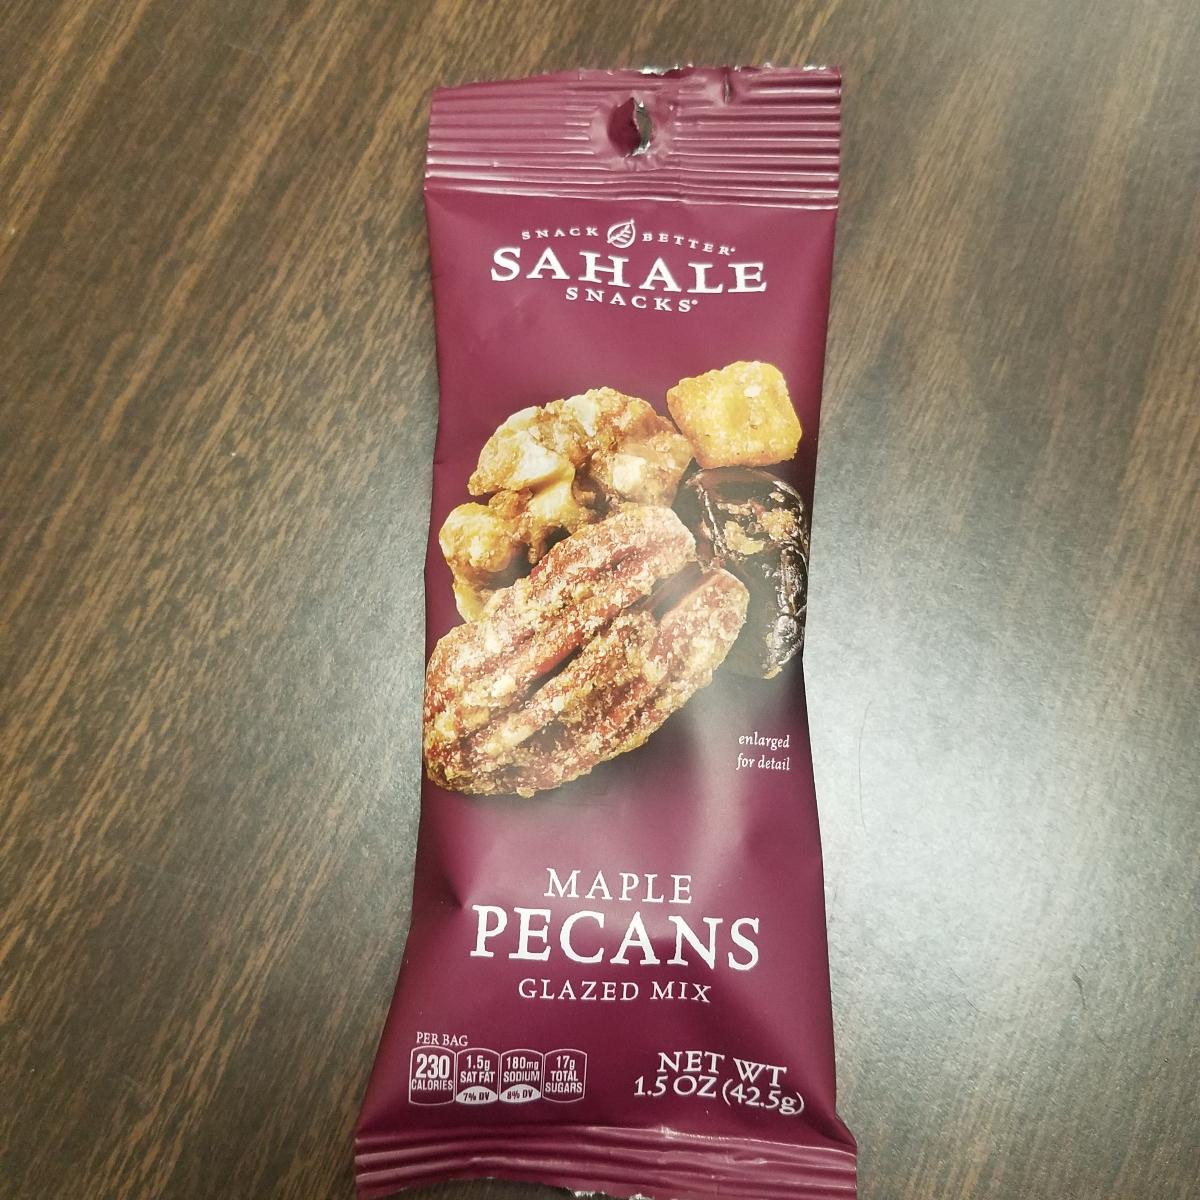 SNACK BETTER®
SAHALE
SNACKS®
enlarged
for detail
MAPLE
PECANS
GLAZED MIX
PER BAG
230 CALORIES
1.5g SAT FAT 7% DV
180mg SODIUM 8% DV
17g TOTAL SUGARS
NET WT
1.5 OZ (42.5g)